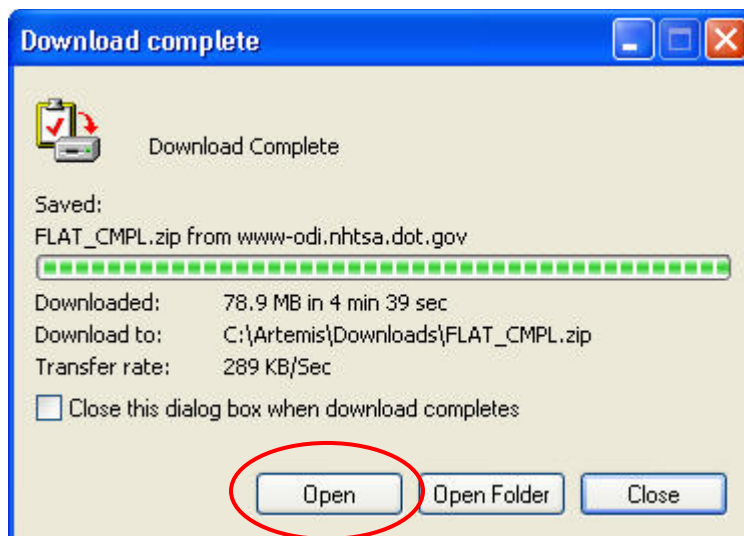 Download complete
Download Complete
Saved:
FLAT_CMPL.zip from www-odi.nhtsa.dot.gov
Downloaded: 78.9 MB in 4 min 39 sec
Download to: C:\Artemis\Downloads\FLAT_CMPL.zip
Transfer rate: 289 KB/Sec
Close this dialog box when download completes
Open Open Folder Close